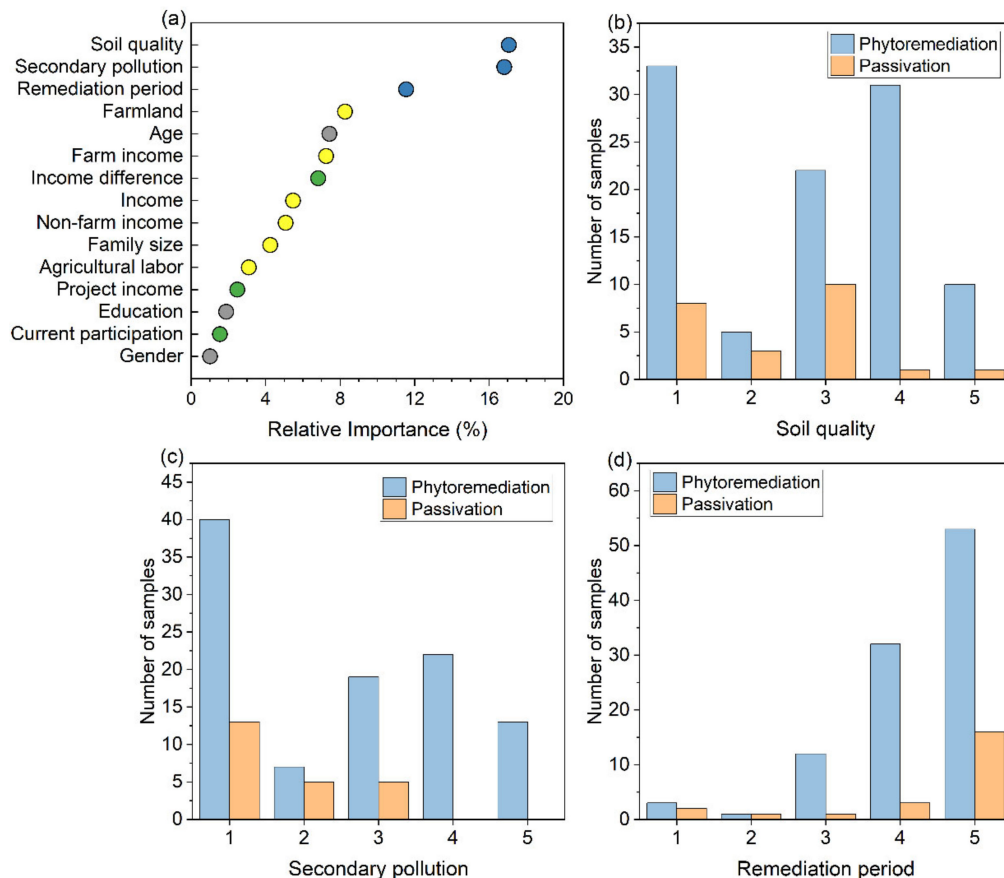 (a)
Soil quality
Secondary pollution
Remediation period
Farmland
Age
Farm income
Income difference
Income
Non-farm income
Family size
Agricultural labor
Project income
Education
Current participation
Gender
0 4 8 12 16 20
Relative Importance (%)
(b)
Phytoremediation
Passivation
35
30
25
20
15
10
5
0
Number of samples
1 2 3 4 5
Soil quality
(c)
Phytoremediation
Passivation
45
40
35
30
25
20
15
10
5
0
Number of samples
1 2 3 4 5
Secondary pollution
(d)
Phytoremediation
Passivation
60
50
40
30
20
10
0
Number of samples
1 2 3 4 5
Remediation period